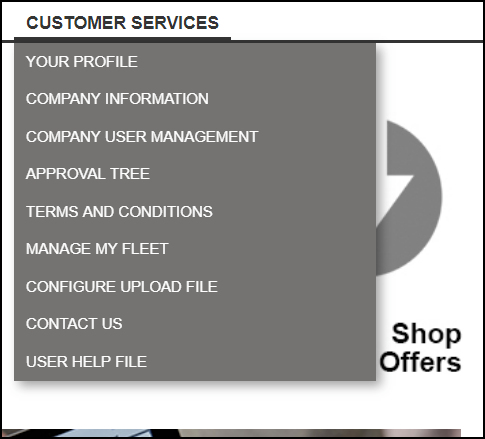 CUSTOMER SERVICES
YOUR PROFILE
COMPANY INFORMATION
COMPANY USER MANAGEMENT
APPROVAL TREE
TERMS AND CONDITIONS
MANAGE MY FLEET
CONFIGURE UPLOAD FILE
CONTACT US
USER HELP FILE
Shop
Offers